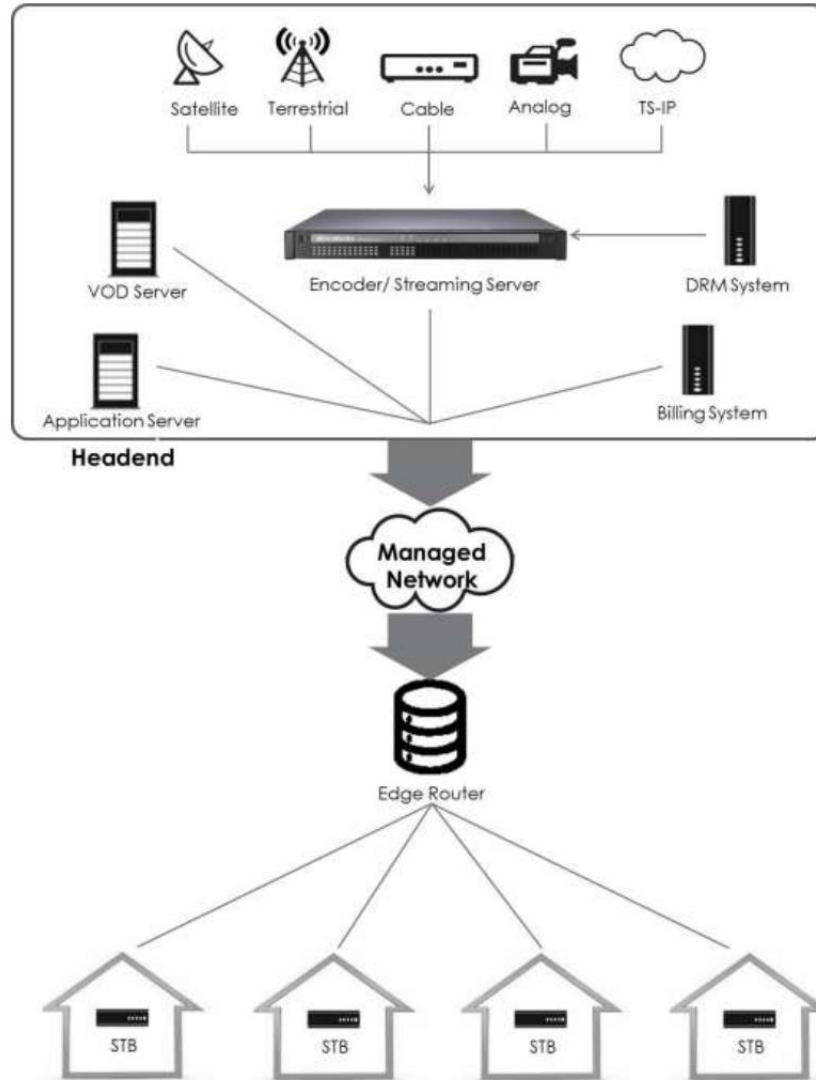 Satellite
Terrestrial
Cable
Analog
TS-IP
VOD Server
Encoder/ Streaming Server
DRM System
Application Server
Billing System
Headend
Managed
Network
Edge Router
STB
STB
STB
STB